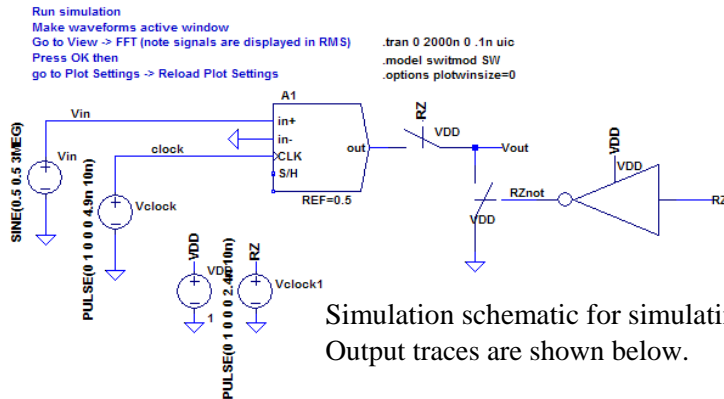 Run simulation
Make waveforms active window
Go to View -> FFT (note signals are displayed in RMS)
Press OK then
go to Plot Settings -> Reload Plot Settings
.tran 0 2000n 0 .1n uic
.model switmod SW
.options plotwinsize=0
A1
Vin
in+
in-
CLK
S/H
out
REF=0.5
clock
Vin
SINE(0.5 0.5 3MEG)
Vclock
PULSE(0 1 0 0 0 4.9n 10n)
RZ
VDD
Vout
VDD
RZnot
VDD
VDD
RZ
VDD
VDD
1
RZ
Vclock1
PULSE(0 1 0 0 0 2.4n 10n)
Simulation schematic for
Output traces are shown below.